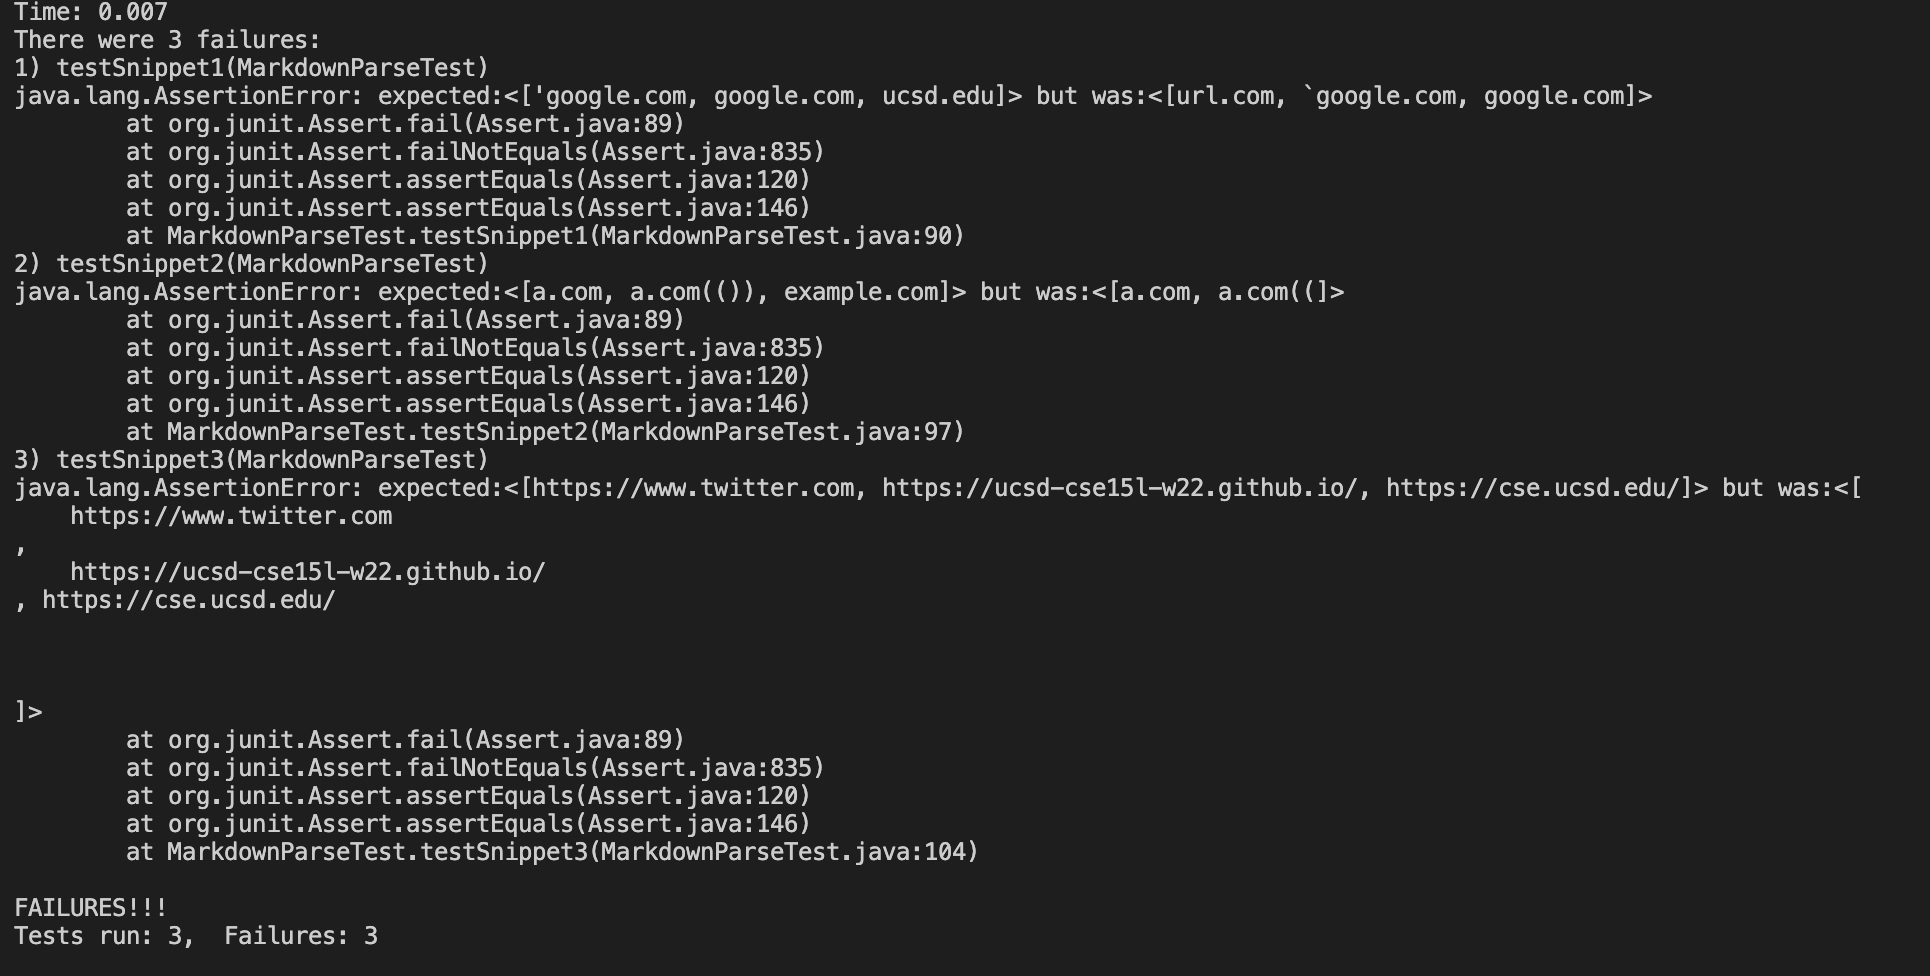 Time: 0.007
There were 3 failures:
1) testSnippet1(MarkdownParseTest)
java.lang.AssertionError: expected:<['google.com, google.com, ucsd.edu]> but was:<[url.com, `google.com, google.com]>
        at org.junit.Assert.fail(Assert.java:89)
        at org.junit.Assert.failNotEquals(Assert.java:835)
        at org.junit.Assert.assertEquals(Assert.java:120)
        at org.junit.Assert.assertEquals(Assert.java:146)
        at MarkdownParseTest.testSnippet1(MarkdownParseTest.java:90)
2) testSnippet2(MarkdownParseTest)
java.lang.AssertionError: expected:<[a.com, a.com(()), example.com]> but was:<[a.com, a.com((]>
        at org.junit.Assert.fail(Assert.java:89)
        at org.junit.Assert.failNotEquals(Assert.java:835)
        at org.junit.Assert.assertEquals(Assert.java:120)
        at org.junit.Assert.assertEquals(Assert.java:146)
        at MarkdownParseTest.testSnippet2(MarkdownParseTest.java:97)
3) testSnippet3(MarkdownParseTest)
java.lang.AssertionError: expected:<[https://www.twitter.com, https://ucsd-cse15l-w22.github.io/, https://cse.ucsd.edu/]> but was:<[
    https://www.twitter.com
,
    https://ucsd-cse15l-w22.github.io/
, https://cse.ucsd.edu/
]>
        at org.junit.Assert.fail(Assert.java:89)
        at org.junit.Assert.failNotEquals(Assert.java:835)
        at org.junit.Assert.assertEquals(Assert.java:120)
        at org.junit.Assert.assertEquals(Assert.java:146)
        at MarkdownParseTest.testSnippet3(MarkdownParseTest.java:104)
FAILURES!!!
Tests run: 3,  Failures: 3